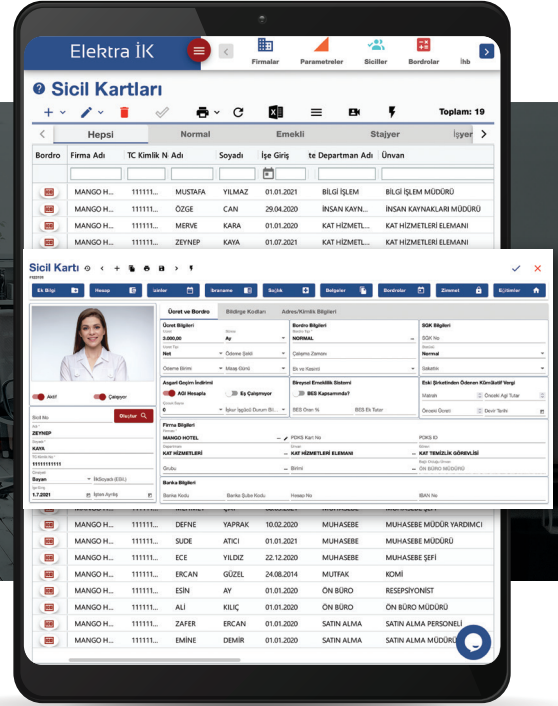 Elektra İK
Firmalar Parametreler Siciller Bordrolar İhb
Sicil Kartları
Toplam: 19
Hepsi Normal Emekli Stajyer İşyer
Bordro Firma Adı TC Kimlik N Adı Soyadı İşe Giriş te Departman Adı Ünvan
MANGO H... 111111... MUSTAFA YILMAZ 01.01.2021 BİLGİ İŞLEM BİLGİ İŞLEM MÜDÜRÜ
MANGO H... 111111... ÖZGE CAN 29.04.2020 İNSAN KAYN... İNSAN KAYNAKLARI MÜDÜRÜ
MANGO H... 111111... MERVE KARA 01.01.2020 KAT HİZMETL... KAT HİZMETLERİ ELEMANI
MANGO H... 111111... ZEYNEP KAYA 01.07.2021 KAT HİZMETL... KAT HİZMETLERİ ELEMANI
Sicil Kartı
Ek Bilgi Hesap İzinler İbraname Sağlık Belgeler Bordrolar Zimmet Eğitimler
Ücret ve Bordro Bildirge Kodları Adres/Kimlik Bilgileri
Ücret Bilgileri Bordro Bilgileri SGK Bilgileri
3.000,00 Ay NORMAL SGK No
Net Ödeme Şekli Çalışma Zamanı Normal
Ödeme Birimi Mesai Günü Ek ve Kesinti Sakatlık
Asgari Geçim İndirimi Bireysel Emeklilik Sistemi Eski Şirketinden Ödenen Kümülatif Vergi
Aktif Çalışıyor AGİ Hesapla Eş Çalışmıyor BES Kapsamında? Matrah Önceki Agi Tutar
0 İşker İşgücü Durum Bil... BES Oran % BES Ek Tutar Önceki Ücreti Devir Tarihi
Sicil No Oluştur
ZEYNEP
KAYA
11111111111
Bayan İlkSoyadı (Eski)
1.7.2021 İşten Ayrılış
Firma Bilgileri
MANGO HOTEL PDKS Kart No PDKS ID
KAT HİZMETLERİ KAT HİZMETLERİ ELEMANI KAT TEMİZLİK GÖREVLİSİ
Grubu Birimi ÖN BÜRO MÜDÜRÜ
Banka Bilgileri
Banka Kodu Banka Şube Kodu Hesap No IBAN No
MANGO H... 111111... DEFNE YAPRAK 10.02.2020 MUHASEBE MUHASEBE MÜDÜR YARDIMCI
MANGO H... 111111... SUDE ATICI 01.01.2021 MUHASEBE MUHASEBE MÜDÜRÜ
MANGO H... 111111... ECE YILDIZ 22.12.2020 MUHASEBE MUHASEBE ŞEFİ
MANGO H... 111111... ERCAN GÜZEL 24.08.2014 MUTFAK KOMİ
MANGO H... 111111... ESİN AY 01.01.2020 ÖN BÜRO RESEPSİYONİST
MANGO H... 111111... ALİ KILIÇ 01.01.2020 ÖN BÜRO ÖN BÜRO MÜDÜRÜ
MANGO H... 111111... ZAFER ERCAN 01.01.2020 SATIN ALMA SATIN ALMA PERSONELİ
MANGO H... 111111... EMİNE DEMİR 01.01.2020 SATIN ALMA SATIN ALMA MÜDÜRÜ